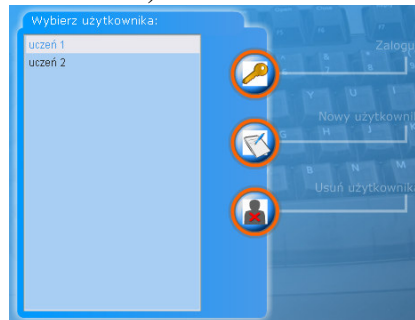 Wybierz użytkownika:
uczeń 1
uczeń 2
Zalogu
Nowy użytkowni
Usuń użytkownik